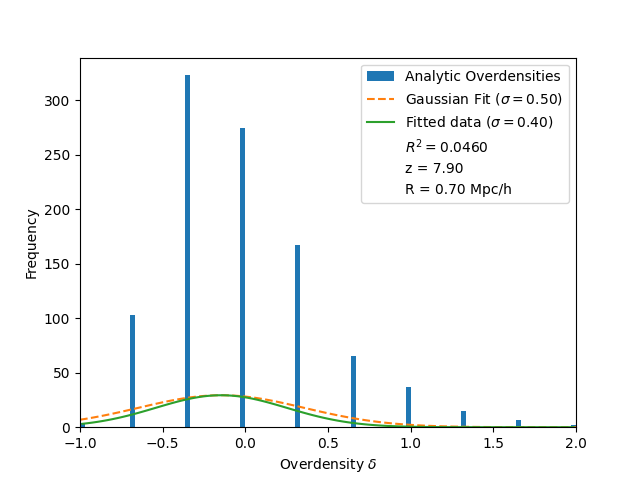 Analytic Overdensities
Gaussian Fit (σ = 0.50)
Fitted data (σ = 0.40)
R² = 0.0460
z = 7.90
R = 0.70 Mpc/h
Frequency
300
250
200
150
100
50
0
−1.0 −0.5 0.0 0.5 1.0 1.5 2.0
Overdensity δ